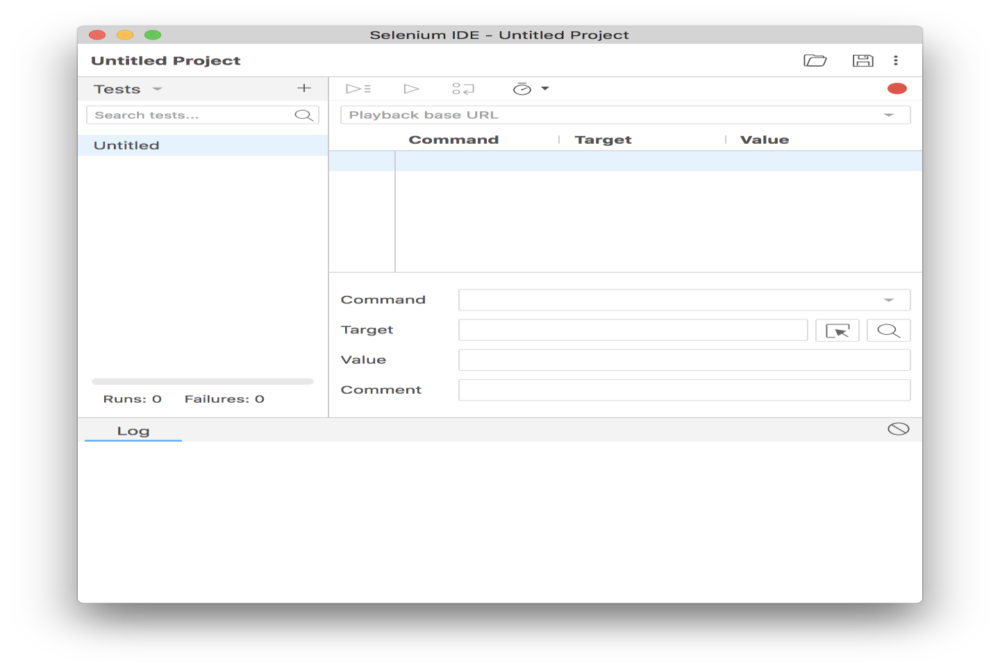 Selenium IDE – Untitled Project
Untitled Project
Tests
Search tests...
Untitled
Runs: 0 Failures: 0
Playback base URL
Command Target Value
Command
Target
Value
Comment
Log